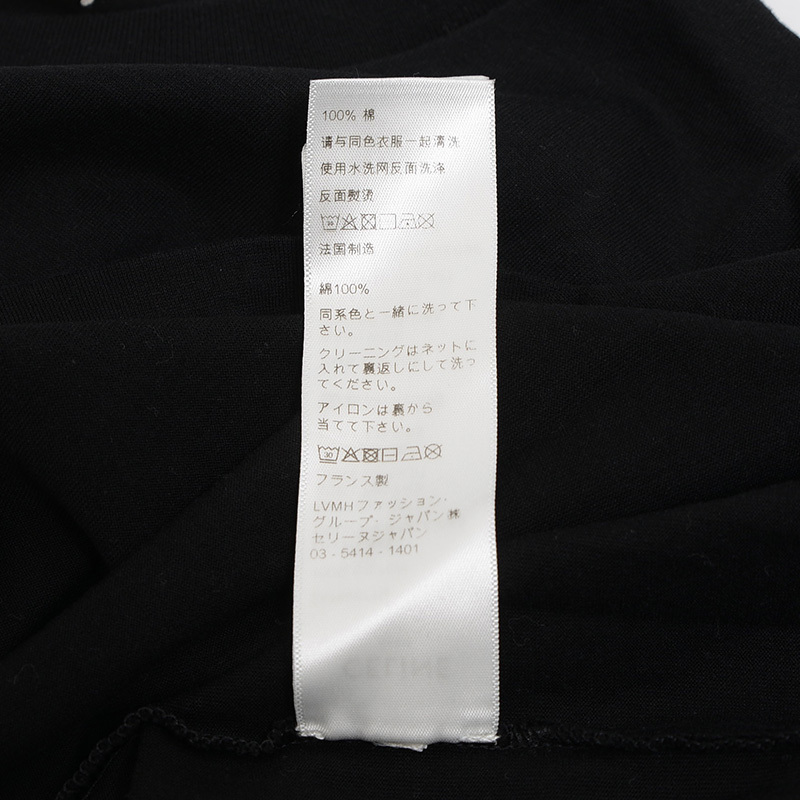 100% 棉
请与同色衣服一起清洗
使用水洗网反面洗涤
反面熨烫
30
法国制造
綿100%
同系色と一緒に洗って下
さい。
クリーニングはネットに
入れて裏返しにして洗っ
てください。
アイロンは裏から
当てて下さい。
30
フランス製
LVMHファッション・
グループ・ジャパン㈱
セリーヌジャパン
03 - 5414 - 1401
CELINE